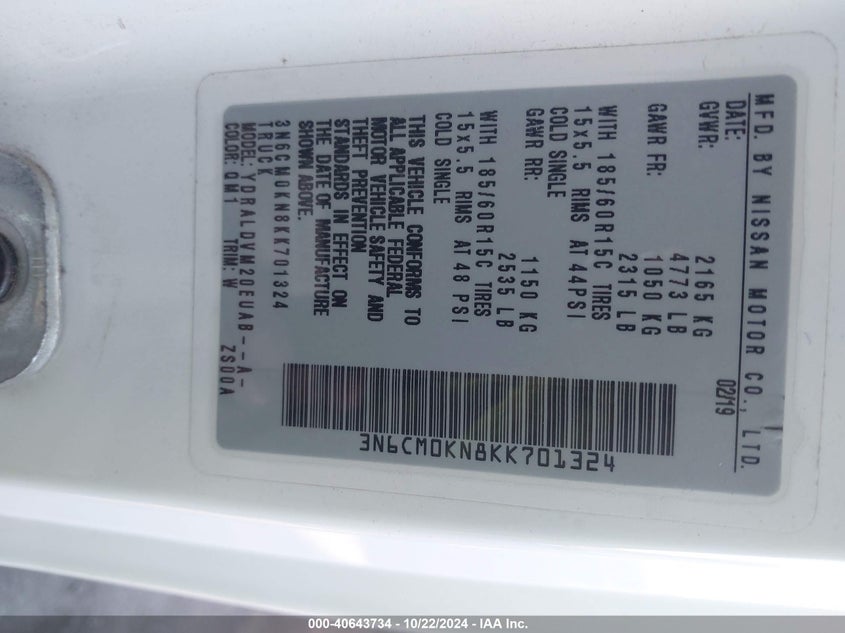 MFD. BY NISSAN MOTOR CO., LTD.
DATE: 02/19
GVWR: 2165 KG
4773 LB
GAWR FR: 1050 KG
2315 LB
WITH 185/60R15C TIRES
15x5.5 RIMS AT 44PSI
COLD SINGLE
GAWR RR: 1150 KG
2535 LB
WITH 185/60R15C TIRES
15x5.5 RIMS AT 48 PSI
COLD SINGLE
THIS VEHICLE CONFORMS TO
ALL APPLICABLE FEDERAL
MOTOR VEHICLE SAFETY AND
THEFT PREVENTION
STANDARDS IN EFFECT ON
THE DATE OF MANUFACTURE
SHOWN ABOVE.
3N6CM0KN8KK701324
TRUCK
MODEL: YDRALDVM20EUAB--A-
COLOR: QM1 TRIM: W ZS00A
3N6CM0KN8KK701324
000-40643734 - 10/22/2024 - IAA Inc.